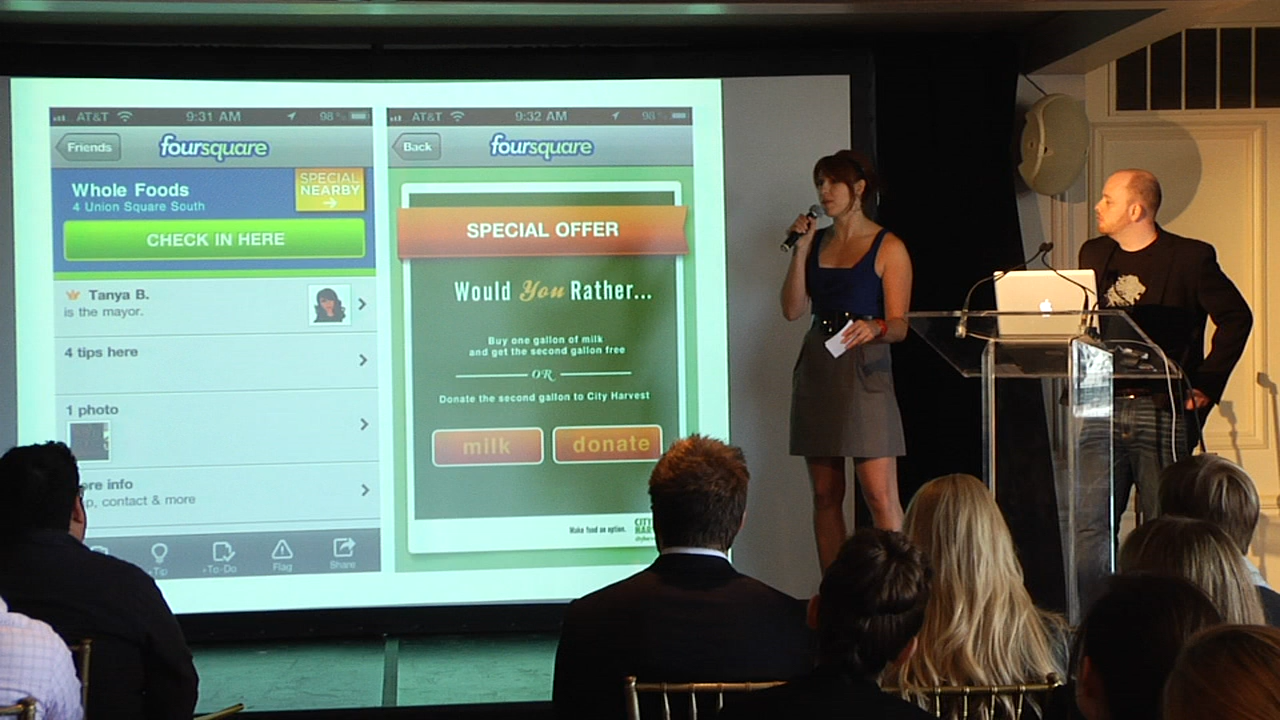 AT&T 9:31 AM 98
Friends
foursquare
Whole Foods
4 Union Square South
SPECIAL
NEARBY
CHECK IN HERE
Tanya B.
is the mayor.
4 tips here
1 photo
info
contact & more
Tip
+To-Do
Flag
Share
AT&T 9:32 AM 98
Back
foursquare
SPECIAL OFFER
Would You Rather...
Buy one gallon of milk
and get the second gallon free
OR
Donate the second gallon to City Harvest
milk
donate
Make food an option.
CITY